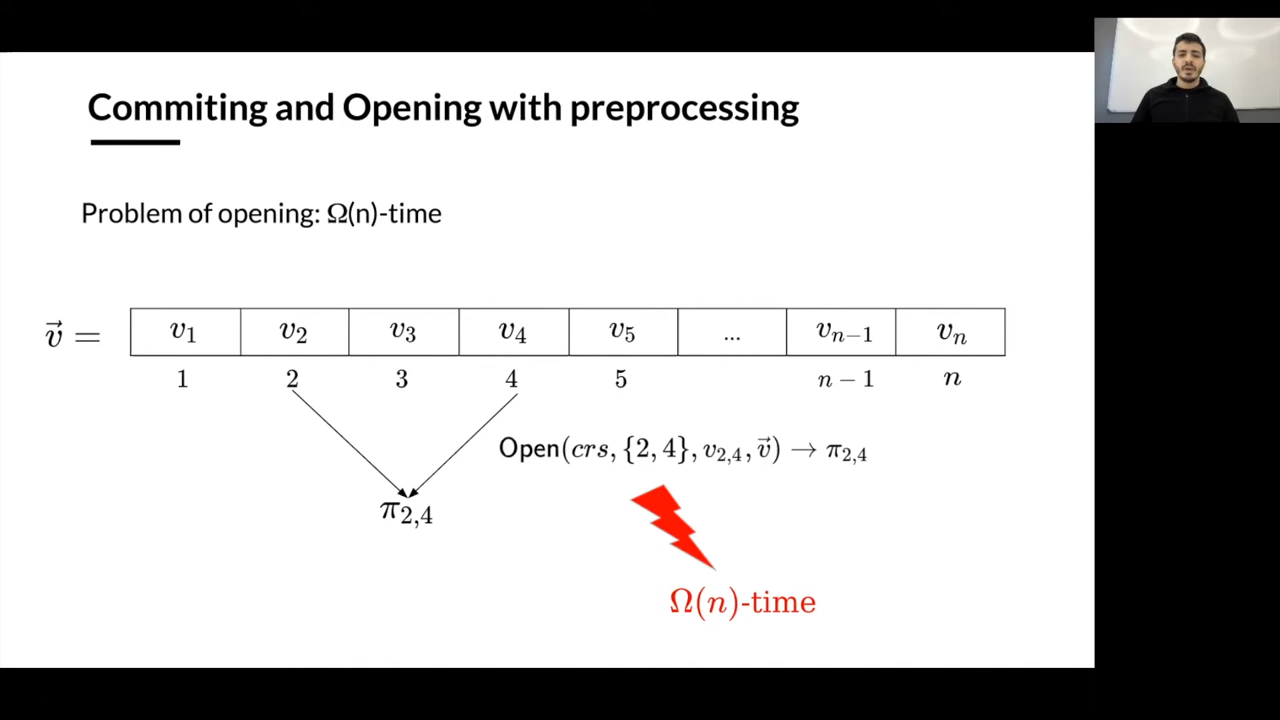 Commiting and Opening with preprocessing
Problem of opening: Ω(n)-time
v⃗ = v₁ v₂ v₃ v₄ v₅ ... vₙ₋₁ vₙ
1 2 3 4 5 n − 1 n
Open(crs, {2, 4}, v₂,₄, v⃗) → π₂,₄
π₂,₄
Ω(n)-time